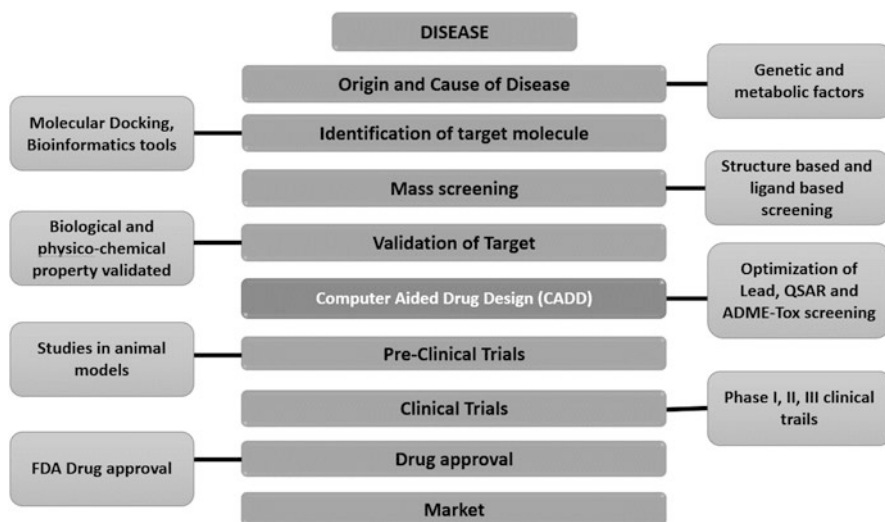 DISEASE
Origin and Cause of Disease
Genetic and
metabolic factors
Molecular Docking,
Bioinformatics tools
Identification of target molecule
Mass screening
Structure based and
ligand based
screening
Biological and
physico-chemical
property validated
Validation of Target
Computer Aided Drug Design (CADD)
Optimization of
Lead, QSAR and
ADME-Tox screening
Studies in animal
models
Pre-Clinical Trials
Clinical Trials
Phase I, II, III clinical
trails
FDA Drug approval
Drug approval
Market